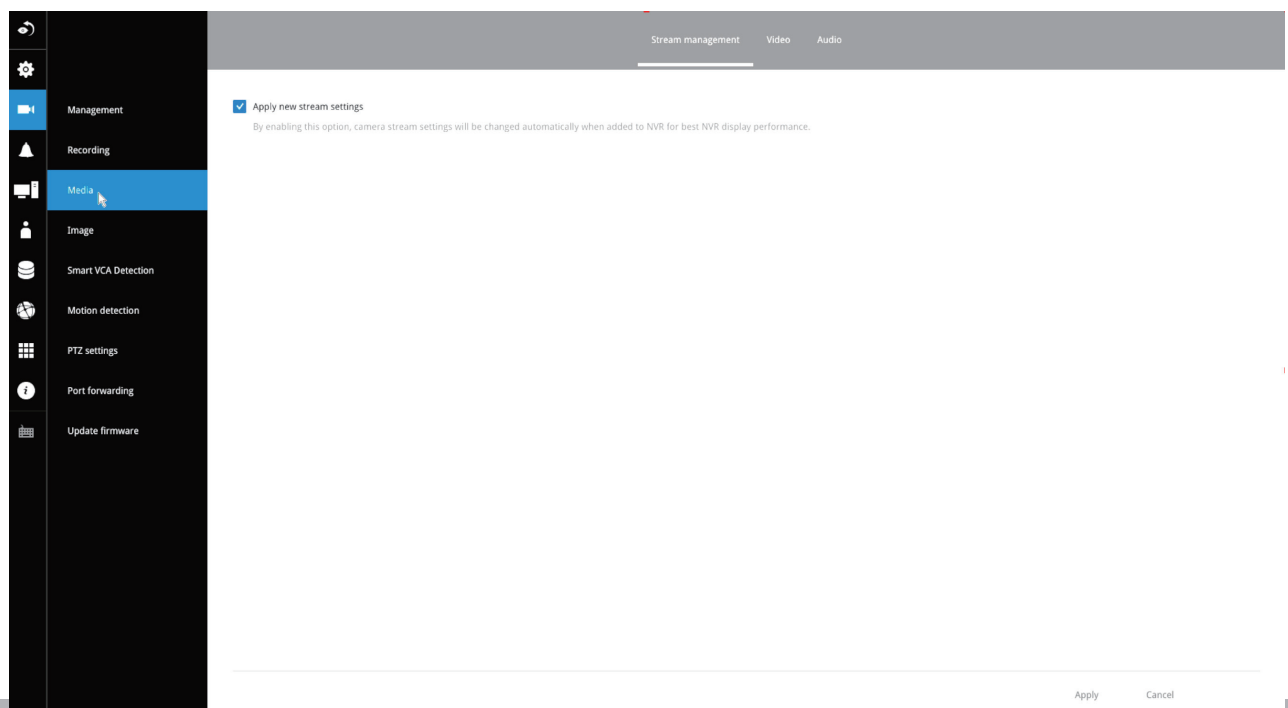 Stream management
Video
Audio
Management
Recording
Media
Image
Smart VCA Detection
Motion detection
PTZ settings
Port forwarding
Update firmware
Apply new stream settings
By enabling this option, camera stream settings will be changed automatically when added to NVR for best NVR display performance.
Apply
Cancel